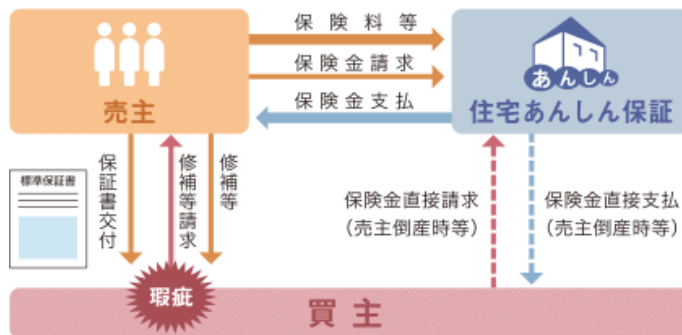 保険料等
保険金請求
保険金支払
売主
あんしん
住宅あんしん保証
標準保証書
保証書交付
修補等請求
修補等
保険金直接請求
(売主倒産時等)
保険金直接支払
(売主倒産時等)
瑕疵
買主